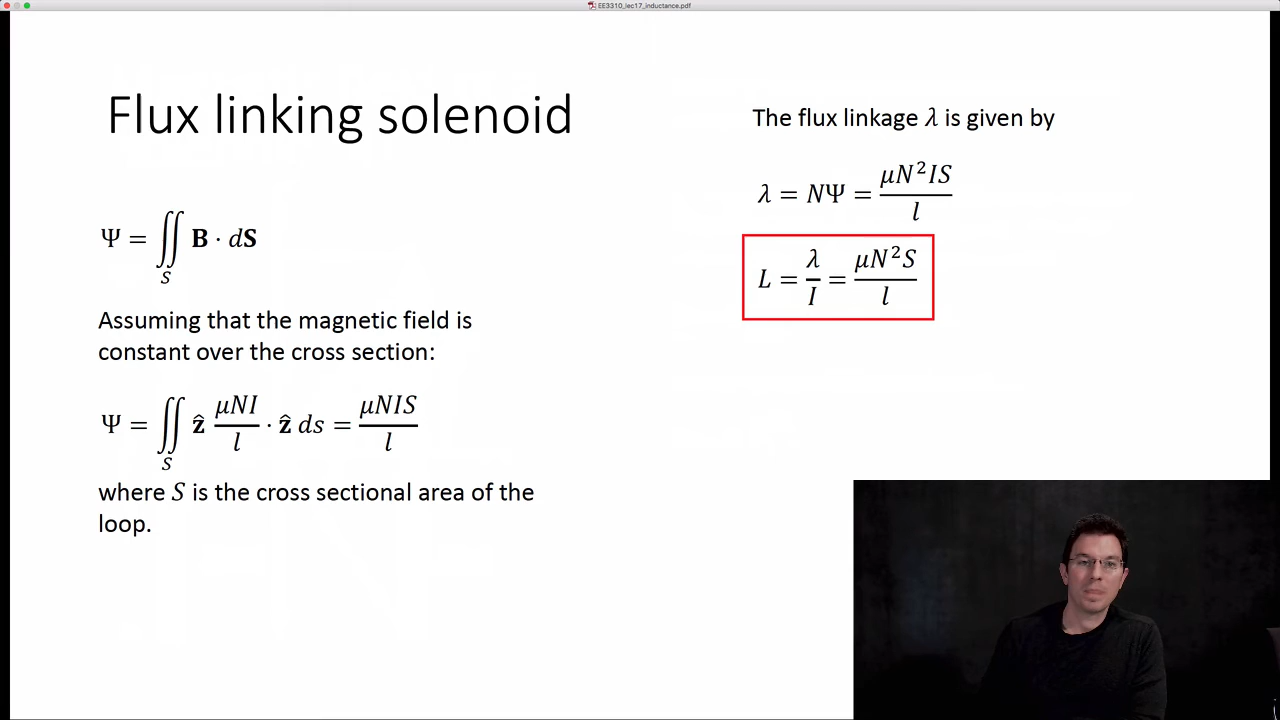 EE3310_lec17_inductance.pdf
Flux linking solenoid
Ψ = ∬_S 𝐁 · d𝐒
Assuming that the magnetic field is
constant over the cross section:
Ψ = ∬_S ẑ μNI/l · ẑ ds = μNIS/l
where S is the cross sectional area of the
loop.
The flux linkage λ is given by
λ = NΨ = μN²IS/l
L = λ/I = μN²S/l